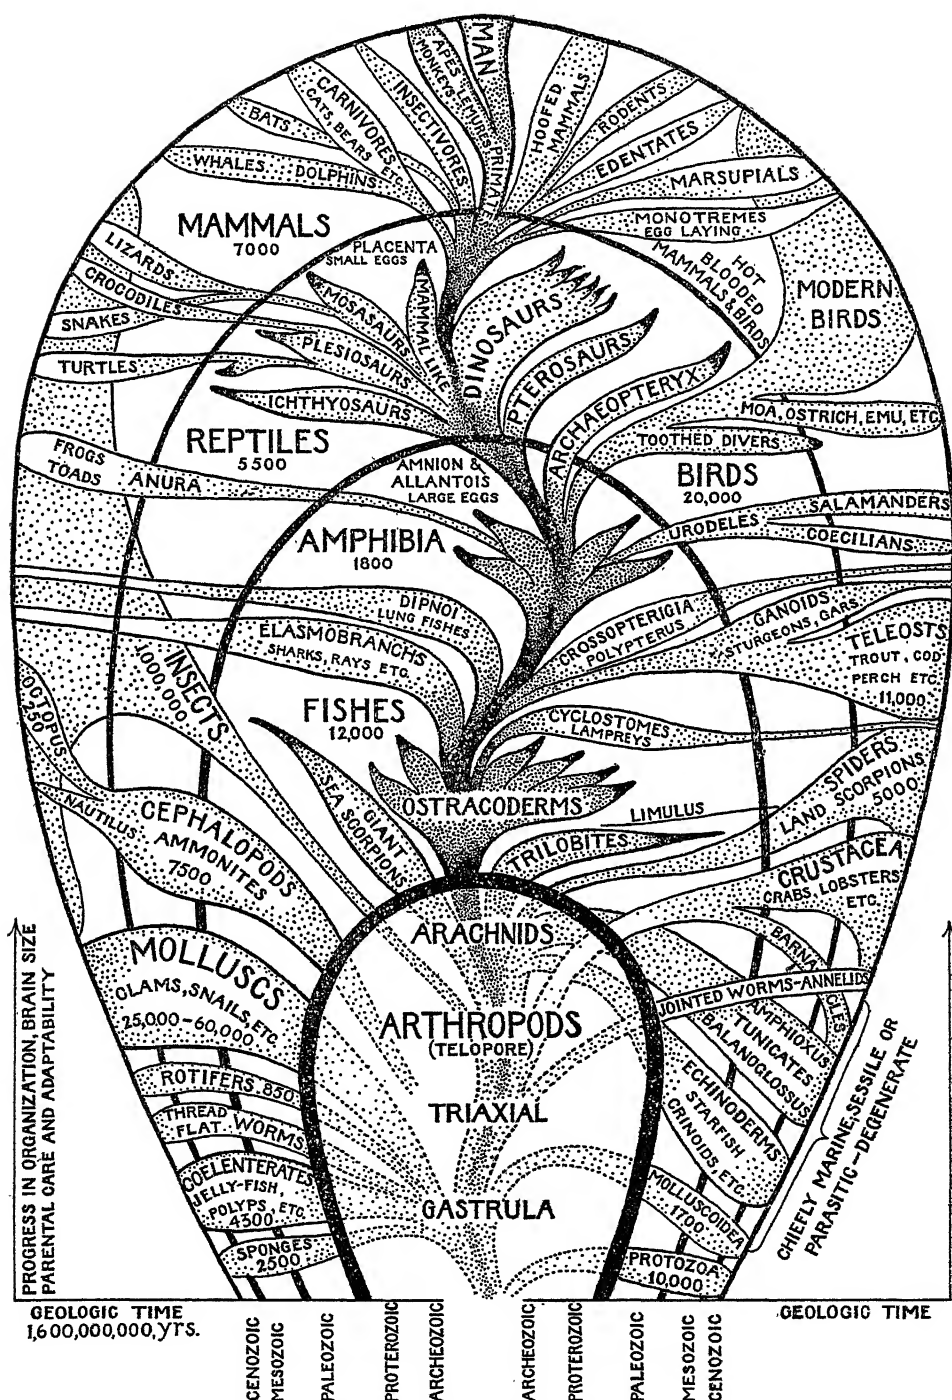 MAN
APES
MONKEYS, LEMURS
PRIMATE
HOOFED
MAMMALS
RODENTS
EDENTATES
MARSUPIALS
MONOTREMES
EGG LAYING
INSECTIVORES
CARNIVORES
CATS, BEARS ETC.
BATS
WHALES DOLPHINS
MAMMALS
7000
PLACENTA
SMALL EGGS
HOT
BLOODED
MAMMALS & BIRDS
MODERN
BIRDS
LIZARDS
CROCODILES
SNAKES
TURTLES
MOSASAURS
MAMMAL LIKE
PLESIOSAURS
ICHTHYOSAURS
DINOSAURS
PTEROSAURS
ARCHAEOPTERYX
MOA, OSTRICH, EMU, ETC
TOOTHED DIVERS
REPTILES
5500
BIRDS
20,000
AMNION &
ALLANTOIS
LARGE EGGS
FROGS
TOADS
ANURA
SALAMANDERS
URODELES
COECILIANS
AMPHIBIA
1800
DIPNOI
LUNG FISHES
ELASMOBRANCHS
SHARKS, RAYS ETC.
CROSSOPTERIGIA
POLYPTERUS
GANOIDS
STURGEONS, GARS
TELEOSTS
TROUT, COD
PERCH ETC.
11,000
INSECTS
1,000,000
FISHES
12,000
CYCLOSTOMES
LAMPREYS
OCTOPUS
150
NAUTILUS
CEPHALOPODS
AMMONITES
7500
GIANT
SEA SCORPIONS
OSTRACODERMS
LIMULUS
TRILOBITES
SPIDERS
LAND SCORPIONS
5000
CRUSTACEA
CRABS, LOBSTERS
ETC.
BARNACLES
ARACHNIDS
MOLLUSCS
CLAMS, SNAILS, ETC.
25,000-60,000
JOINTED WORMS-ANNELIDS
AMPHIOXUS
TUNICATES
BALANOGLOSSUS
ARTHROPODS
(TELOPORE)
ROTIFERS. 850
THREAD
FLAT WORMS
TRIAXIAL
ECHINODERMS
STARFISH
CRINOIDS, ETC.
COELENTERATES
JELLY-FISH,
POLYPS, ETC.
4500
GASTRULA
MOLLUSCOIDEA
1700
SPONGES
2500
PROTOZOA
10,000
CHIEFLY MARINE, SESSILE OR
PARASITIC-DEGENERATE
PROGRESS IN ORGANIZATION, BRAIN SIZE
PARENTAL CARE AND ADAPTABILITY
GEOLOGIC TIME
1,600,000,000, yrs.
GEOLOGIC TIME
CENOZOIC
MESOZOIC
PALEOZOIC
PROTEROZOIC
ARCHEOZOIC
ARCHEOZOIC
PROTEROZOIC
PALEOZOIC
MESOZOIC
CENOZOIC